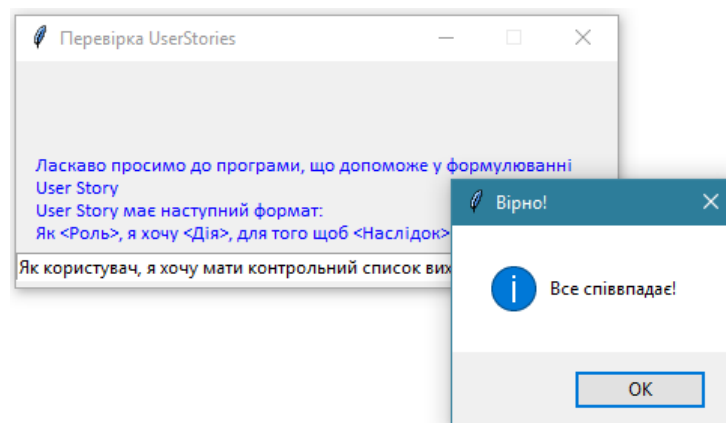 Перевірка UserStories
Ласкаво просимо до програми, що допоможе у формулюванні
User Story
User Story має наступний формат:
Як <Роль>, я хочу <Дія>, для того щоб <Наслідок>
Як користувач, я хочу мати контрольний список вих
Вірно!
Все співвпадає!
OK